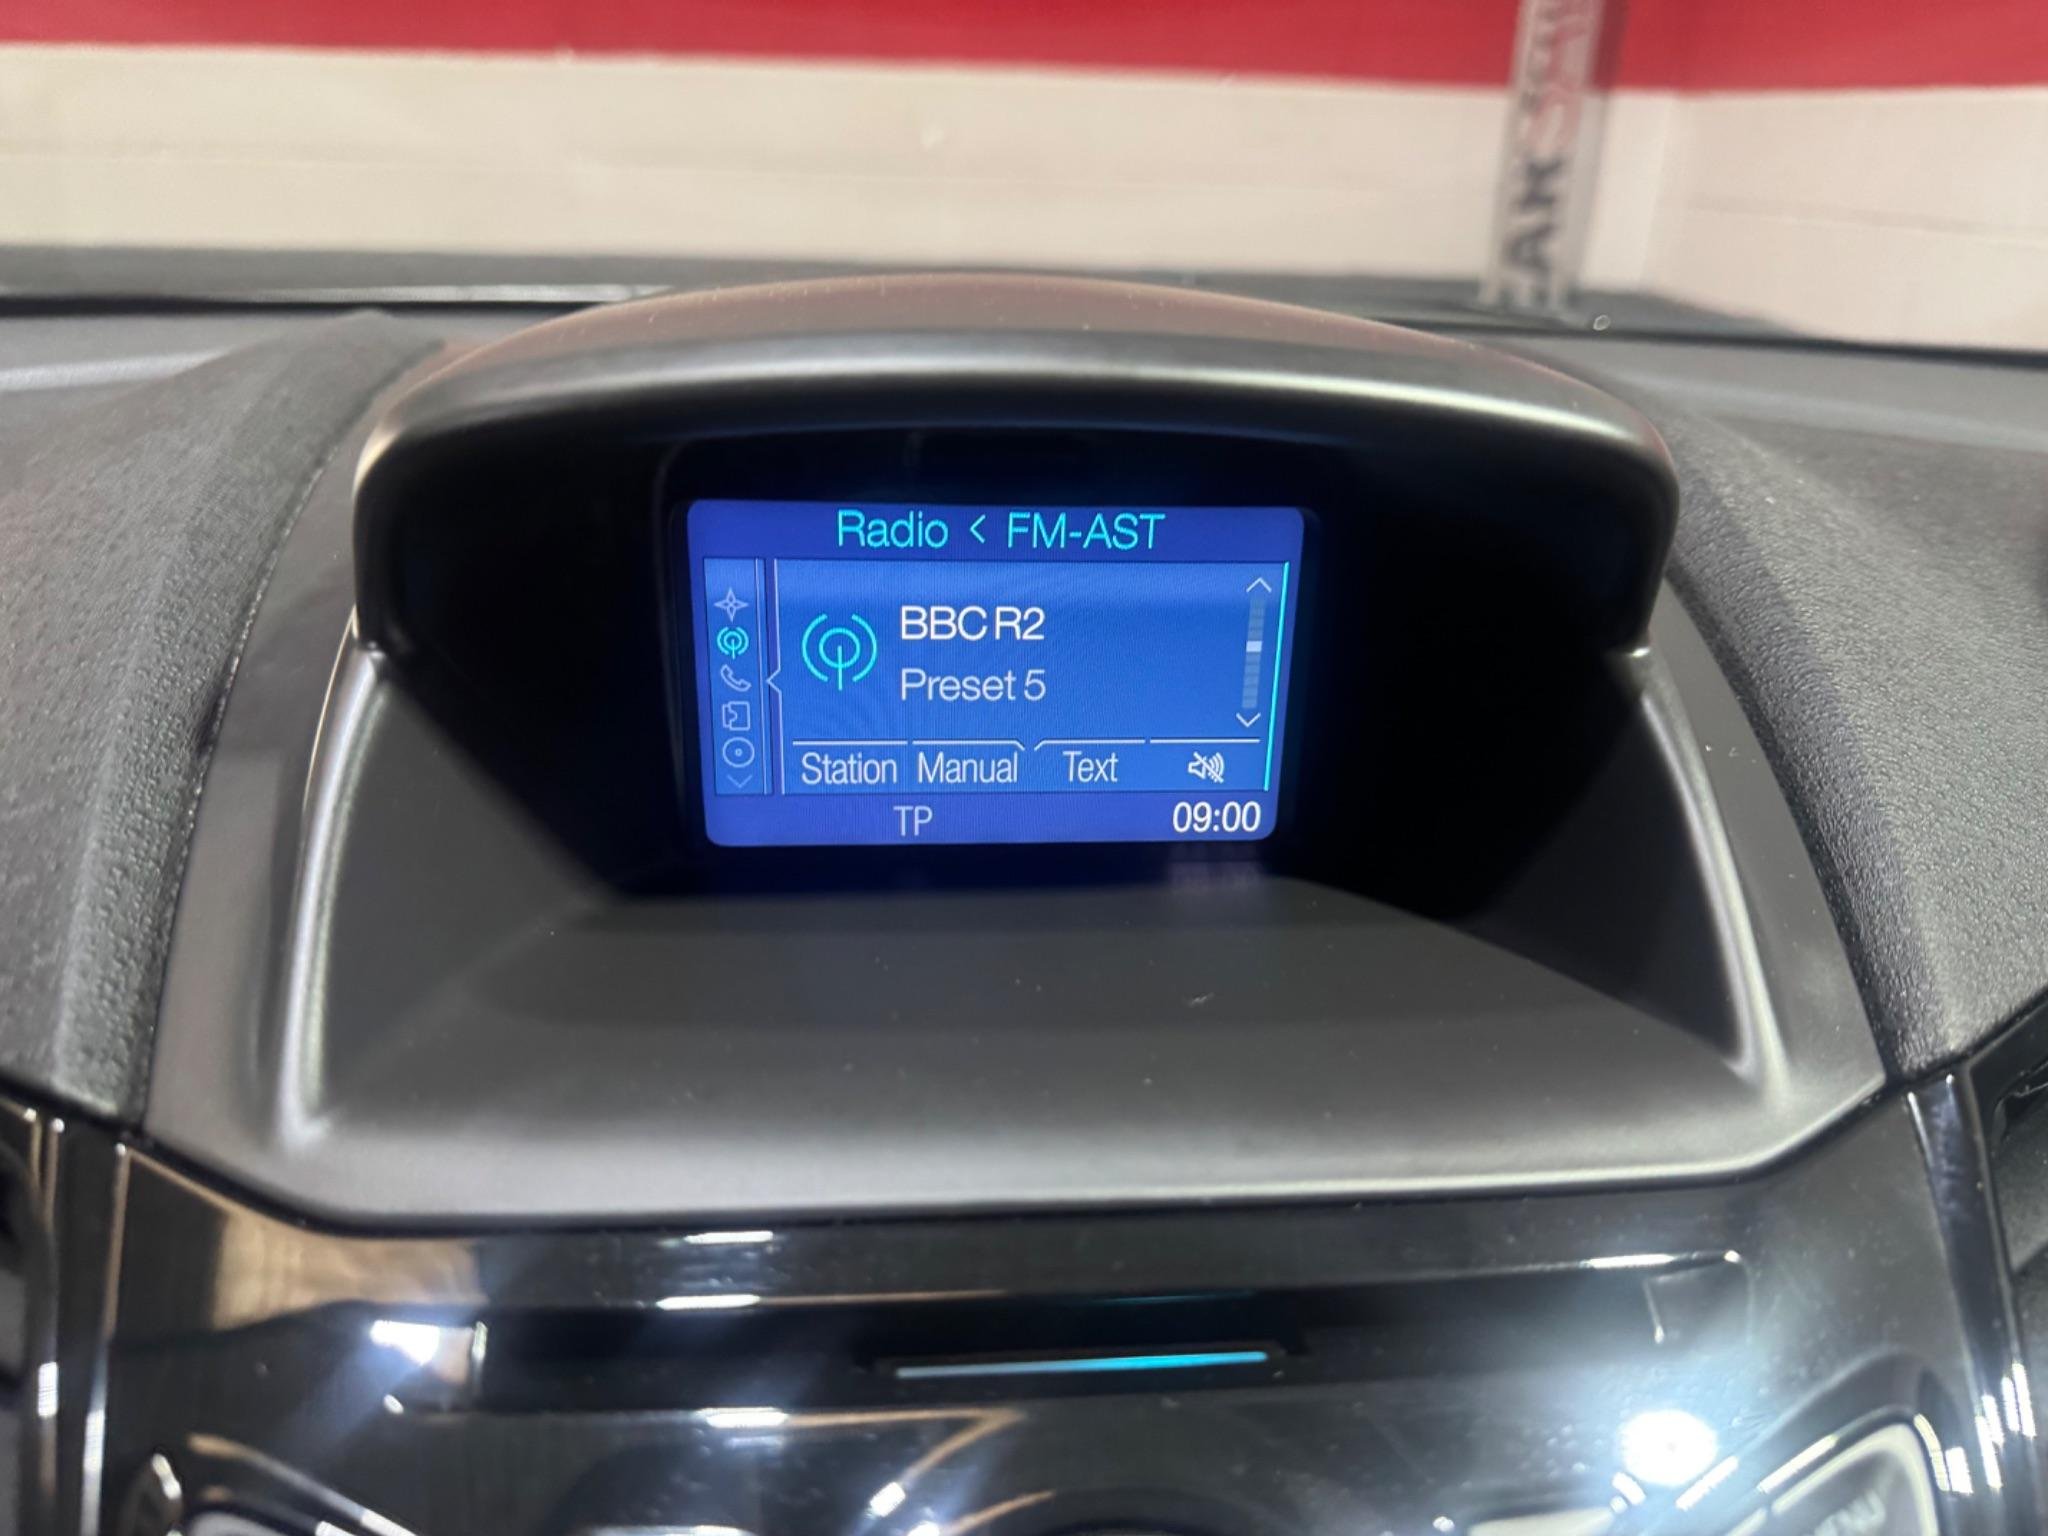 Radio < FM-AST
BBC R2
Preset 5
Station Manual Text
TP 09:00